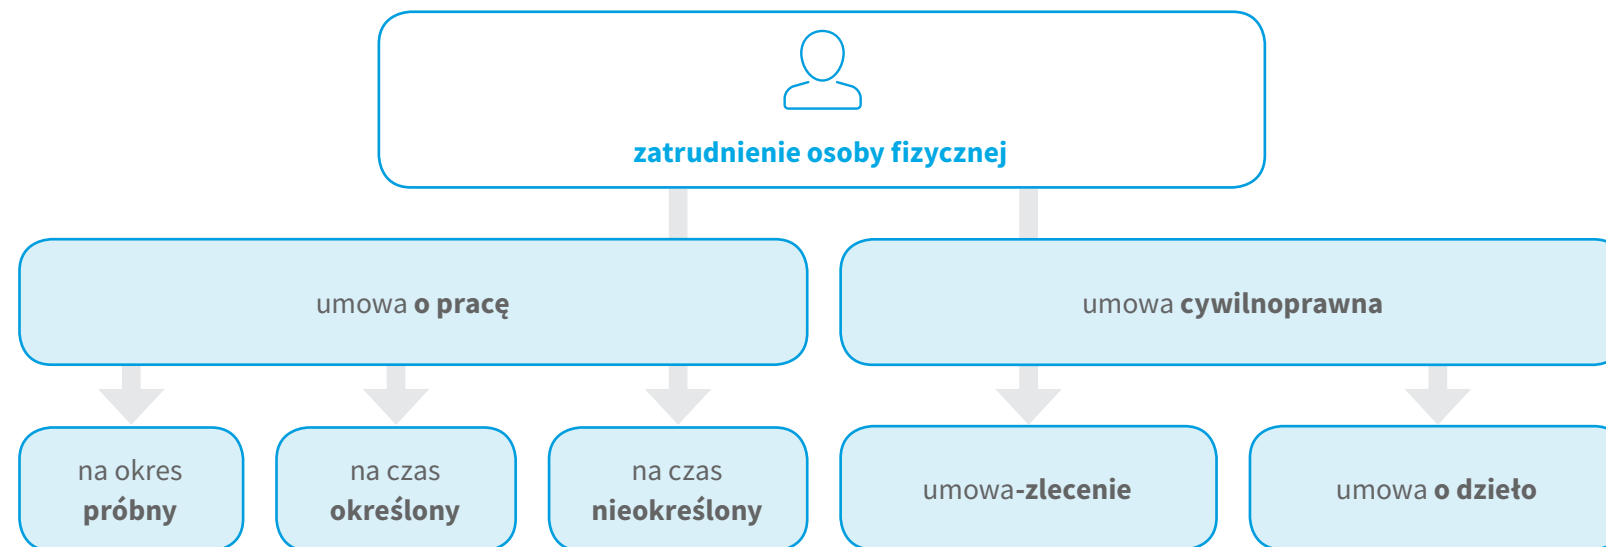 zatrudnienie osoby fizycznej
umowa o pracę
umowa cywilnoprawna
na okres
próbny
na czas
określony
na czas
nieokreślony
umowa-zlecenie
umowa o dzieło